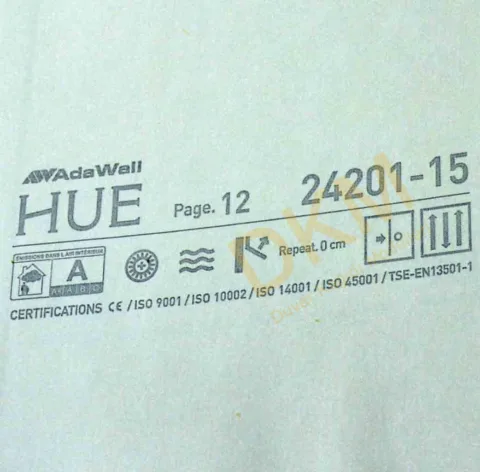 AdaWall
HUE Page. 12 24201-15
ÉMISSIONS DANS L'AIR INTÉRIEUR
A
Repeat. 0 cm
CERTIFICATIONS CE / ISO 9001 / ISO 10002 / ISO 14001 / ISO 45001 / TSE-EN13501-1
DKM